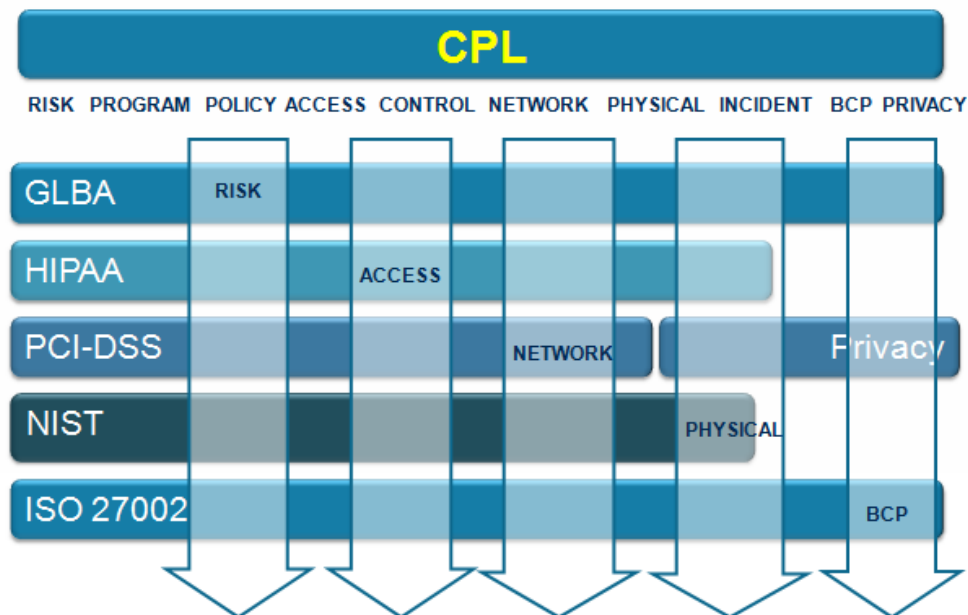 CPL
RISK PROGRAM POLICY ACCESS CONTROL NETWORK PHYSICAL INCIDENT BCP PRIVACY
GLBA RISK
HIPAA ACCESS
PCI-DSS NETWORK Privacy
NIST PHYSICAL
ISO 27002 BCP